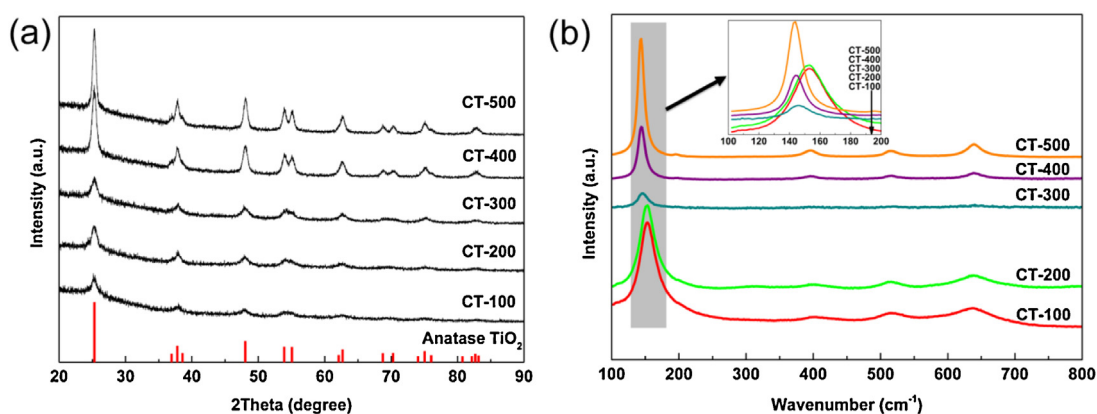 (a)
Intensity (a.u.)
CT-500
CT-400
CT-300
CT-200
CT-100
Anatase TiO2
20 30 40 50 60 70 80 90
2Theta (degree)
(b)
Intensity (a.u.)
CT-500
CT-400
CT-300
CT-200
CT-100
100 120 140 160 180 200
CT-500
CT-400
CT-300
CT-200
CT-100
100 200 300 400 500 600 700 800
Wavenumber (cm-1)